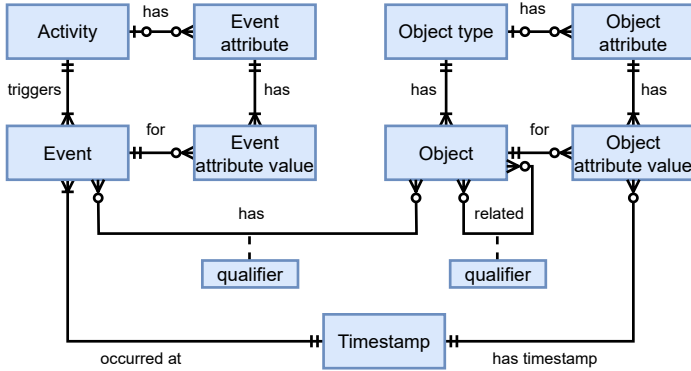 has
has
Activity
Event
attribute
Object type
Object
attribute
triggers
has
has
has
for
for
Event
Event
attribute value
Object
Object
attribute value
has
related
qualifier
qualifier
Timestamp
occurred at
has timestamp